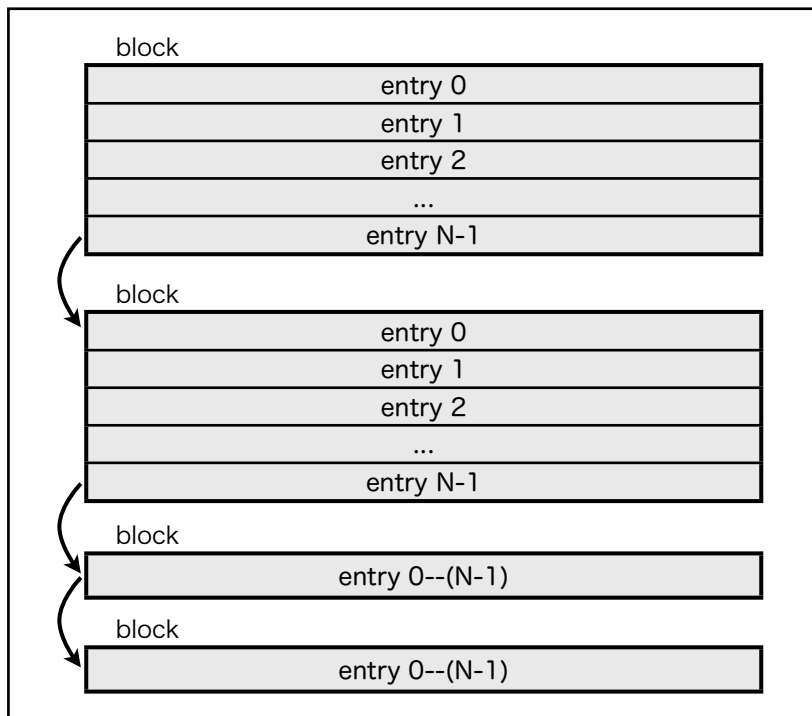 block
entry 0
entry 1
entry 2
...
entry N-1
block
entry 0
entry 1
entry 2
...
entry N-1
block
entry 0--(N-1)
block
entry 0--(N-1)